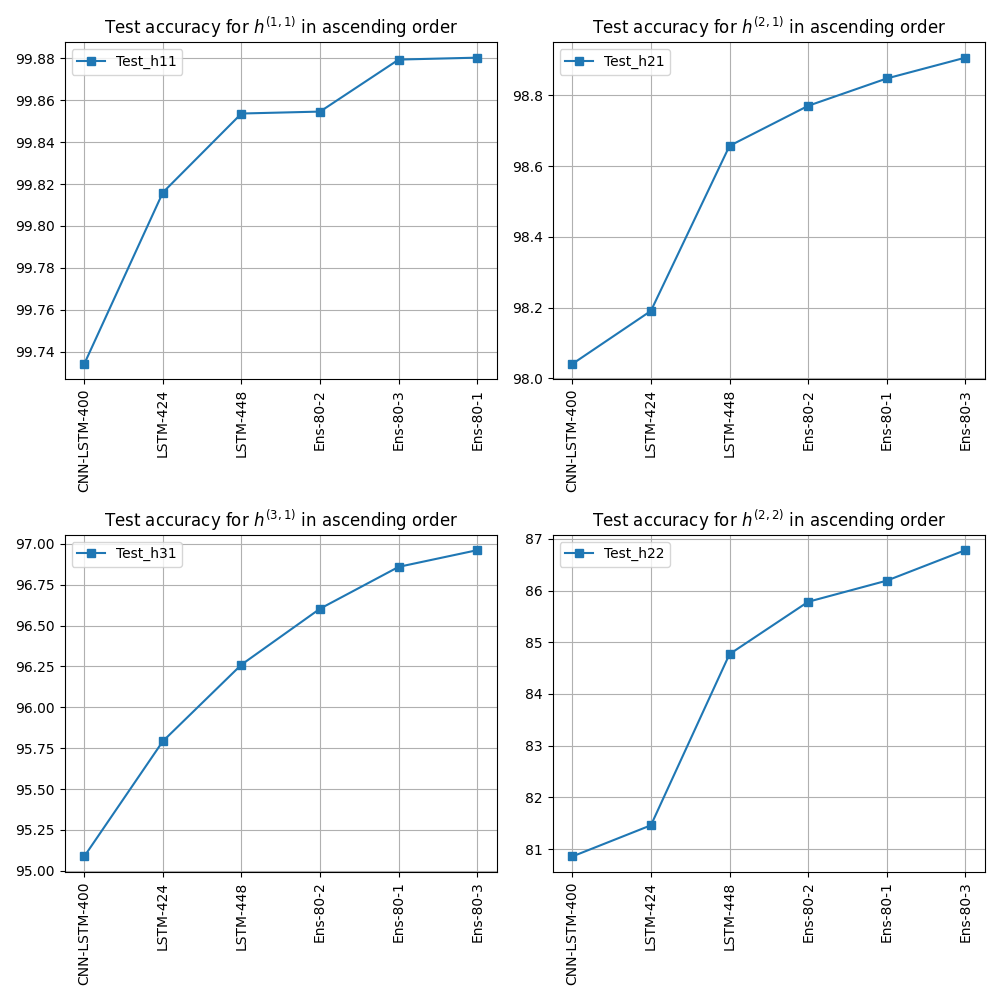 Test accuracy for h^(1,1) in ascending order
Test_h11
99.88
99.86
99.84
99.82
99.80
99.78
99.76
99.74
CNN-LSTM-400
LSTM-424
LSTM-448
Ens-80-2
Ens-80-3
Ens-80-1
Test accuracy for h^(2,1) in ascending order
Test_h21
98.8
98.6
98.4
98.2
98.0
CNN-LSTM-400
LSTM-424
LSTM-448
Ens-80-2
Ens-80-1
Ens-80-3
Test accuracy for h^(3,1) in ascending order
Test_h31
97.00
96.75
96.50
96.25
96.00
95.75
95.50
95.25
95.00
CNN-LSTM-400
LSTM-424
LSTM-448
Ens-80-2
Ens-80-1
Ens-80-3
Test accuracy for h^(2,2) in ascending order
Test_h22
87
86
85
84
83
82
81
CNN-LSTM-400
LSTM-424
LSTM-448
Ens-80-2
Ens-80-1
Ens-80-3